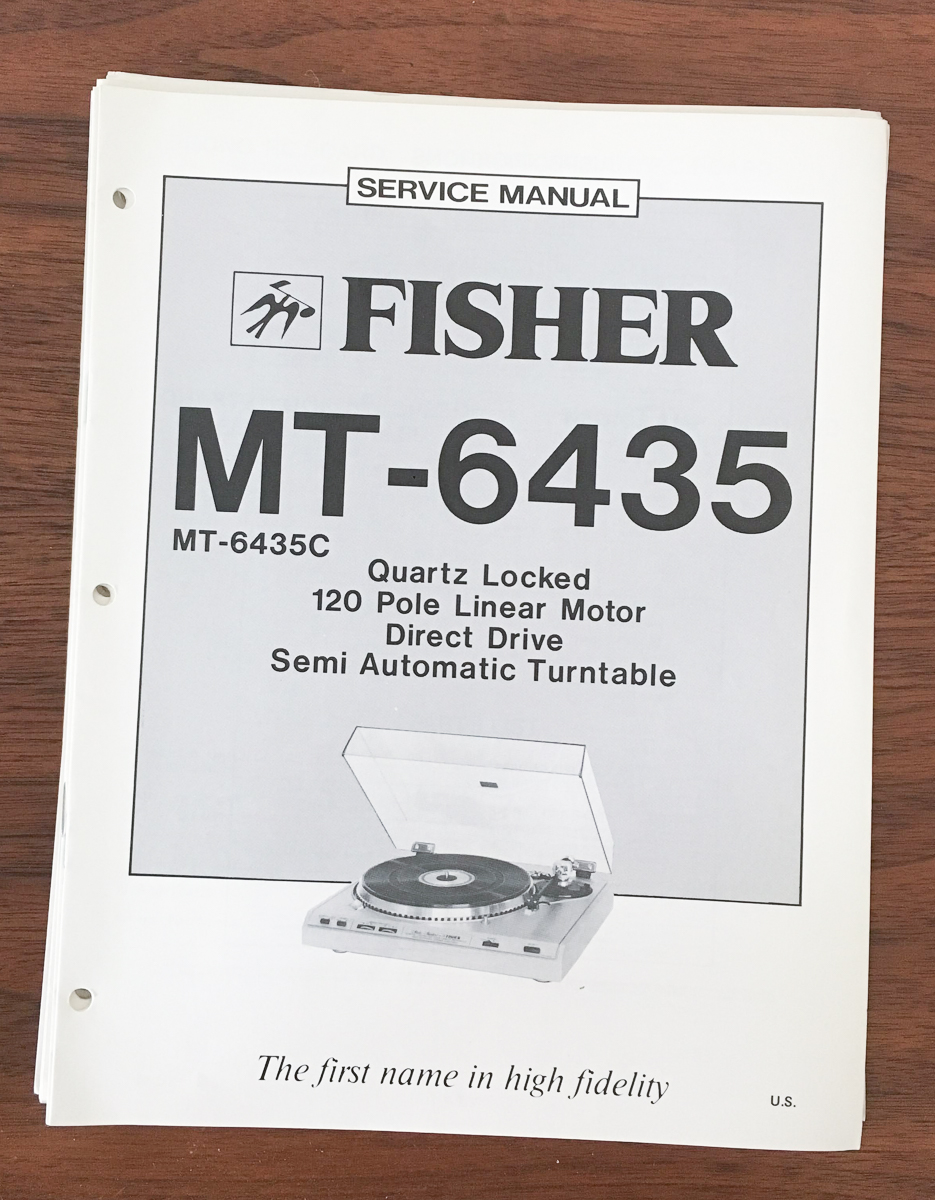 SERVICE MANUAL
FISHER
MT-6435
MT-6435C
Quartz Locked
120 Pole Linear Motor
Direct Drive
Semi Automatic Turntable
The first name in high fidelity
U.S.